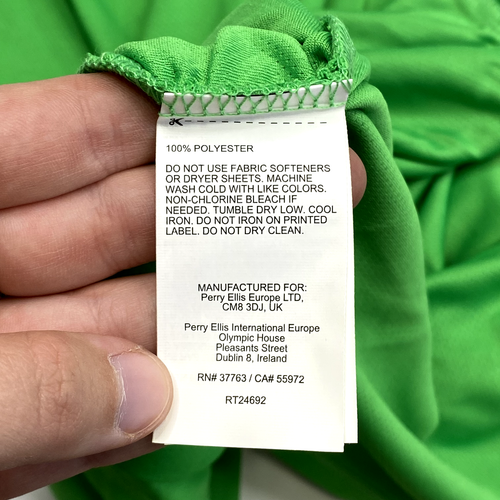 100% POLYESTER
DO NOT USE FABRIC SOFTENERS
OR DRYER SHEETS. MACHINE
WASH COLD WITH LIKE COLORS.
NON-CHLORINE BLEACH IF
NEEDED. TUMBLE DRY LOW. COOL
IRON. DO NOT IRON ON PRINTED
LABEL. DO NOT DRY CLEAN.
MANUFACTURED FOR:
Perry Ellis Europe LTD,
CM8 3DJ, UK
Perry Ellis International Europe
Olympic House
Pleasants Street
Dublin 8, Ireland
RN# 37763 / CA# 55972
RT24692